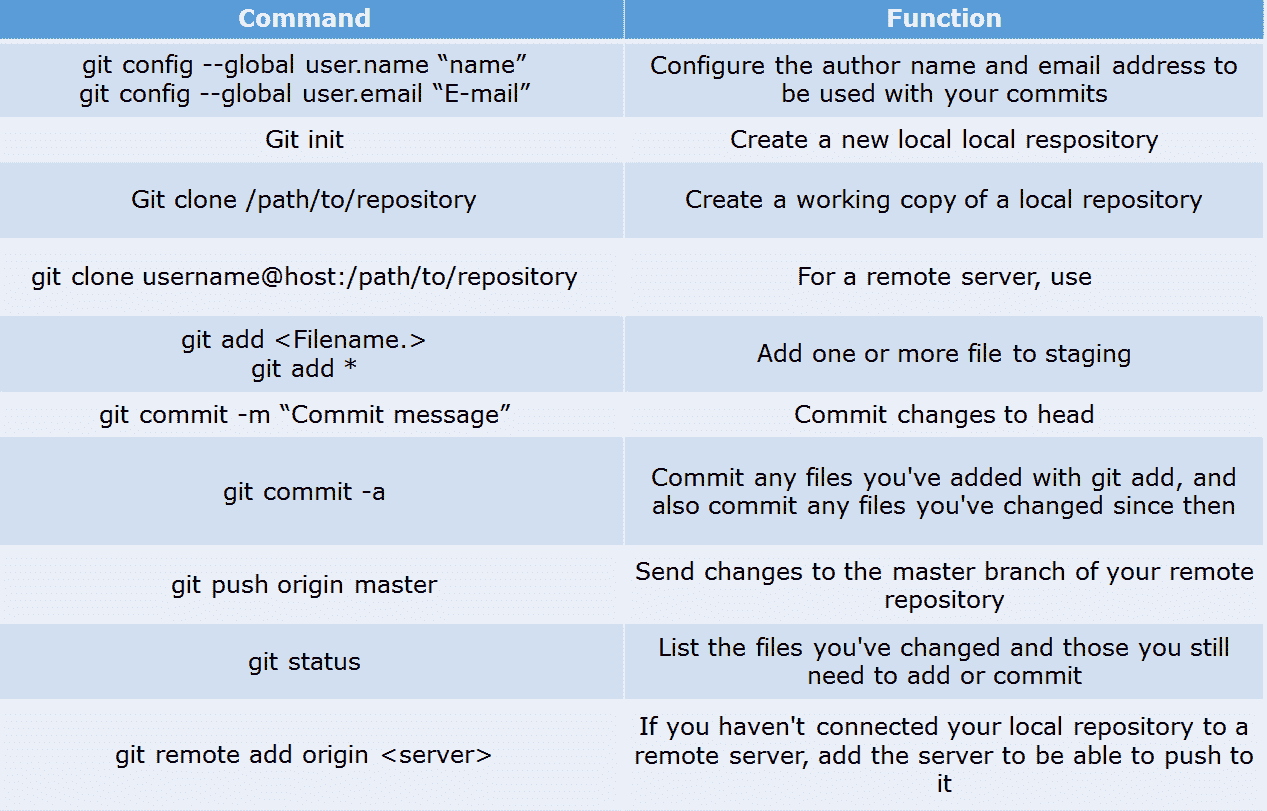 Command
Function
git config --global user.name “name”
git config --global user.email “E-mail”
Configure the author name and email address to
be used with your commits
Git init
Create a new local local respository
Git clone /path/to/repository
Create a working copy of a local repository
git clone username@host:/path/to/repository
For a remote server, use
git add <Filename.>
git add *
Add one or more file to staging
git commit -m “Commit message”
Commit changes to head
git commit -a
Commit any files you've added with git add, and
also commit any files you've changed since then
git push origin master
Send changes to the master branch of your remote
repository
git status
List the files you've changed and those you still
need to add or commit
git remote add origin <server>
If you haven't connected your local repository to a
remote server, add the server to be able to push to
it